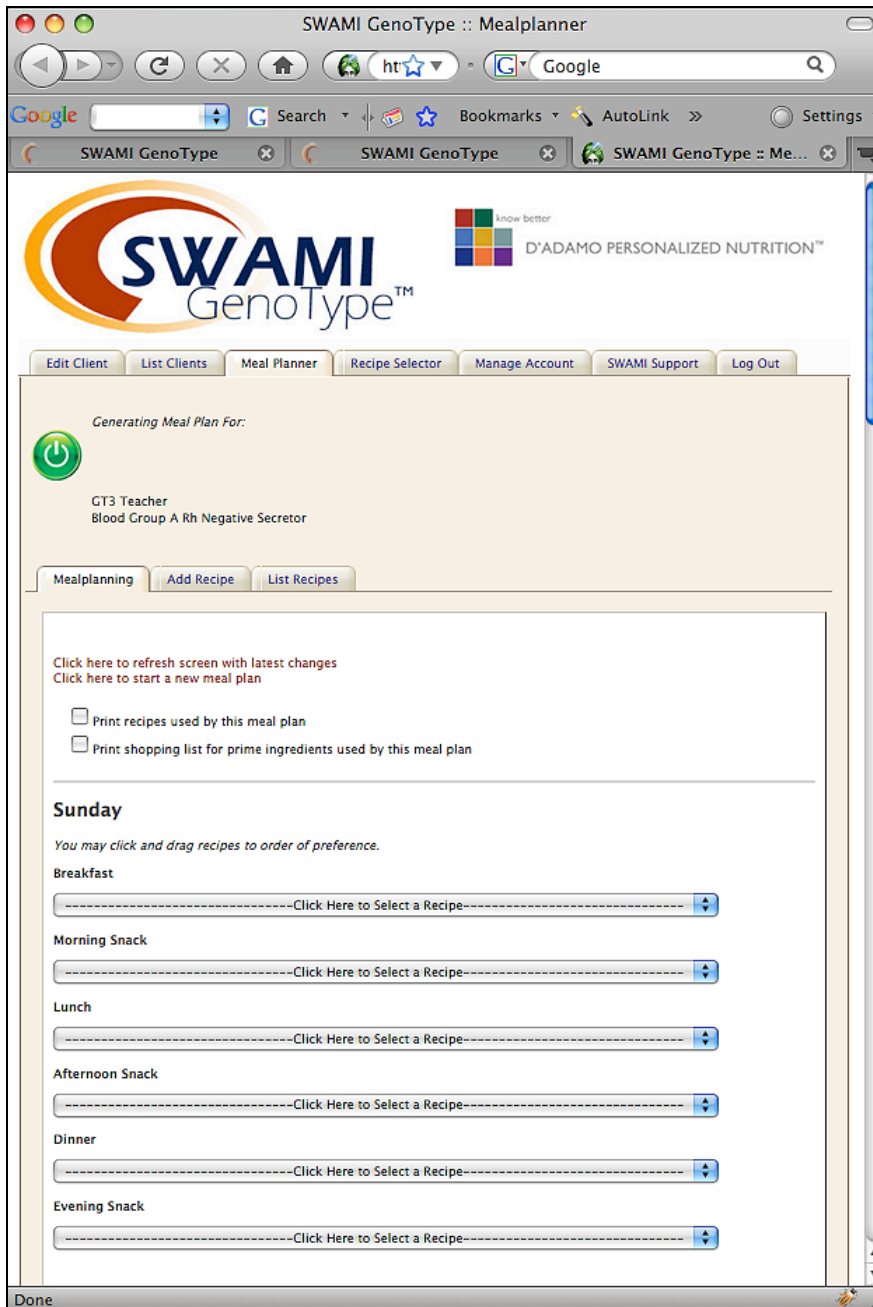 SWAMI GenoType :: Mealplanner
ht
G Google
Google
G Search
Bookmarks
AutoLink
»
Settings
SWAMI GenoType
SWAMI GenoType
SWAMI GenoType :: Me...
SWAMI
GenoType™
know better
D'ADAMO PERSONALIZED NUTRITION™
Edit Client
List Clients
Meal Planner
Recipe Selector
Manage Account
SWAMI Support
Log Out
Generating Meal Plan For:
GT3 Teacher
Blood Group A Rh Negative Secretor
Mealplanning
Add Recipe
List Recipes
Click here to refresh screen with latest changes
Click here to start a new meal plan
Print recipes used by this meal plan
Print shopping list for prime ingredients used by this meal plan
Sunday
You may click and drag recipes to order of preference.
Breakfast
--------------------------------Click Here to Select a Recipe-------------------------------
Morning Snack
--------------------------------Click Here to Select a Recipe-------------------------------
Lunch
--------------------------------Click Here to Select a Recipe-------------------------------
Afternoon Snack
--------------------------------Click Here to Select a Recipe-------------------------------
Dinner
--------------------------------Click Here to Select a Recipe-------------------------------
Evening Snack
--------------------------------Click Here to Select a Recipe-------------------------------
Done